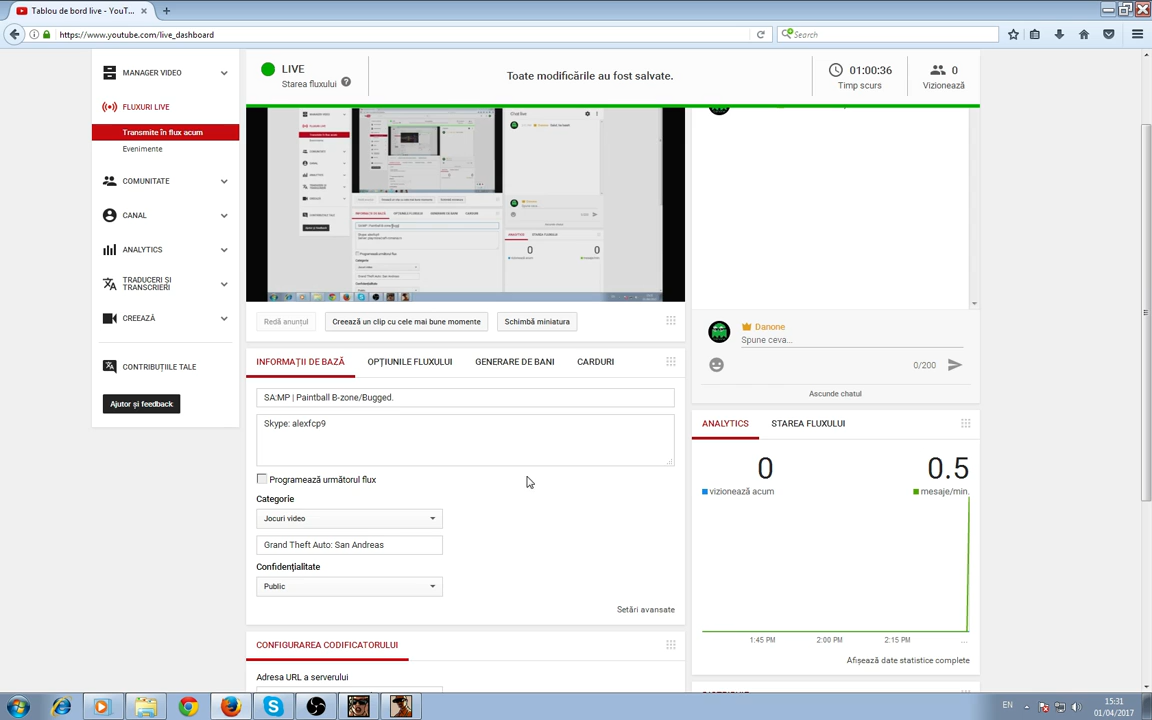 Tablou de bord live - YouT...
https://www.youtube.com/live_dashboard
Search
MANAGER VIDEO
FLUXURI LIVE
Transmite în flux acum
Evenimente
COMUNITATE
CANAL
ANALYTICS
TRADUCERI ȘI
TRANSCRIERI
CREEAZĂ
CONTRIBUȚIILE TALE
Ajutor și feedback
LIVE
Starea fluxului
Toate modificările au fost salvate.
01:00:36
Timp scurs
0
Vizionează
Redă anunțul
Creează un clip cu cele mai bune momente
Schimbă miniatura
INFORMAȚII DE BAZĂ
OPȚIUNILE FLUXULUI
GENERARE DE BANI
CARDURI
SA:MP | Paintball B-zone/Bugged.
Skype: alexfcp9
Programează următorul flux
Categorie
Jocuri video
Grand Theft Auto: San Andreas
Confidențialitate
Public
Setări avansate
CONFIGURAREA CODIFICATORULUI
Adresa URL a serverului
Danone
Spune ceva...
0/200
Ascunde chatul
ANALYTICS
STAREA FLUXULUI
0
vizionează acum
0.5
mesaje/min.
1:45 PM
2:00 PM
2:15 PM
...
Afișează date statistice complete
EN
15:31
01/04/2017